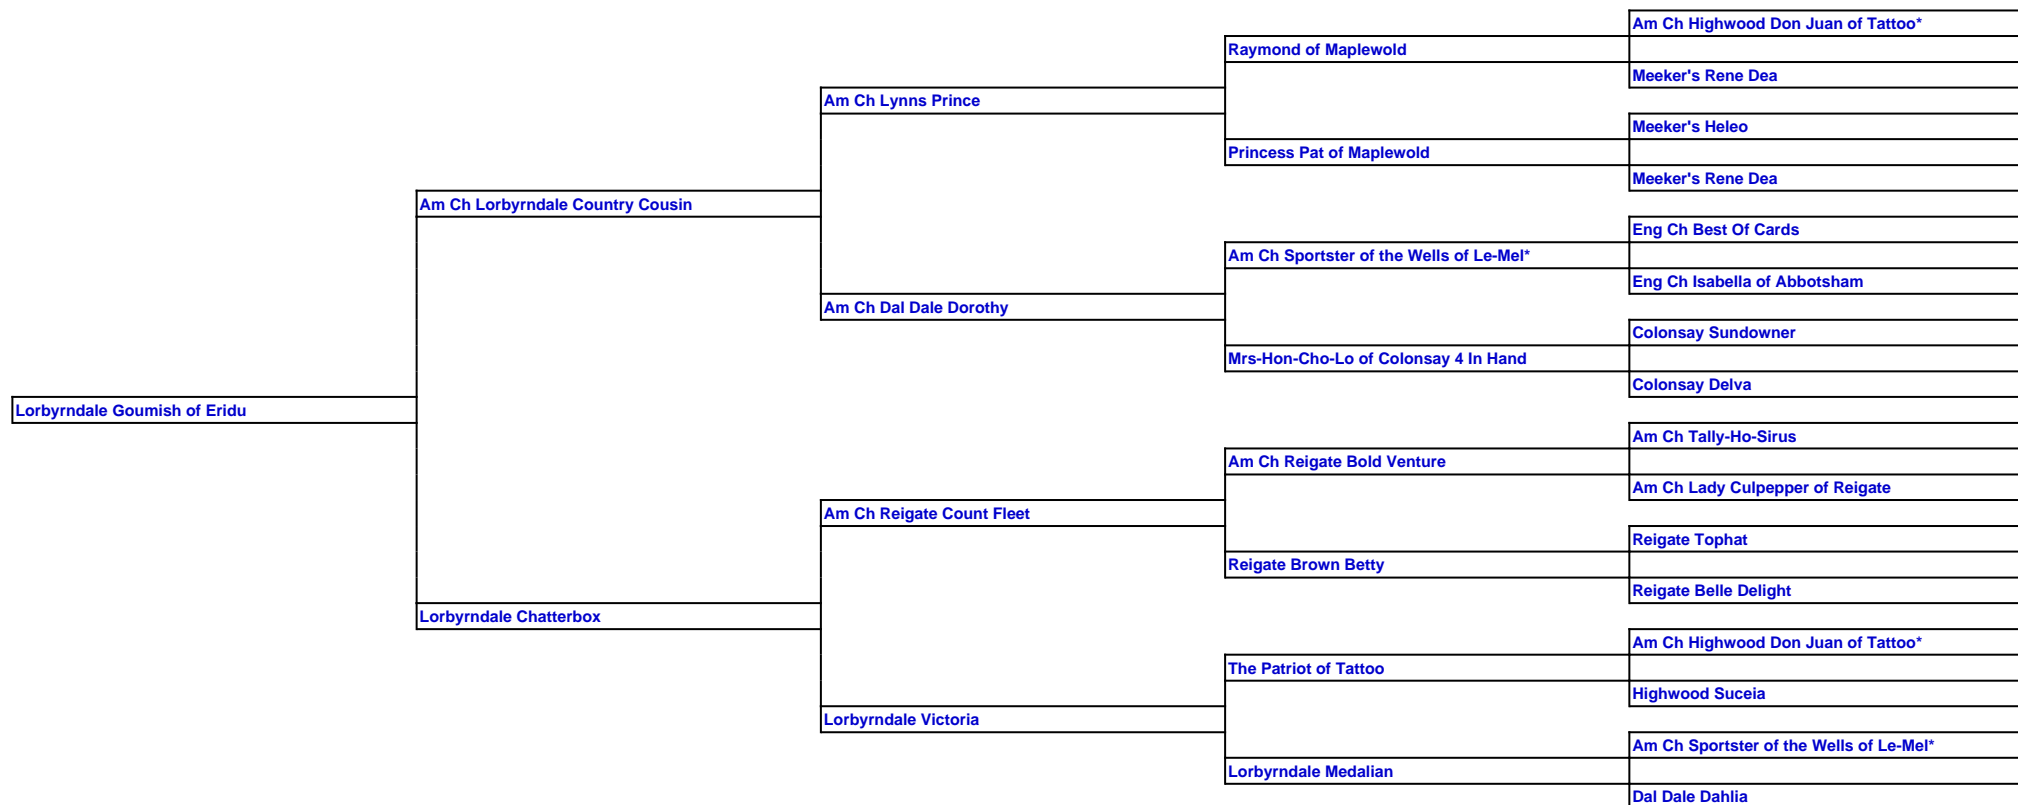 Am Ch Highwood Don Juan of Tattoo*
Raymond of Maplewold
Meeker's Rene Dea
Am Ch Lynns Prince
Meeker's Heleo
Princess Pat of Maplewold
Meeker's Rene Dea
Am Ch Lorbyrndale Country Cousin
Eng Ch Best Of Cards
Am Ch Sportster of the Wells of Le-Mel*
Eng Ch Isabella of Abbotsham
Am Ch Dal Dale Dorothy
Colonsay Sundowner
Mrs-Hon-Cho-Lo of Colonsay 4 In Hand
Colonsay Delva
Lorbyrndale Goumish of Eridu
Am Ch Tally-Ho-Sirus
Am Ch Reigate Bold Venture
Am Ch Lady Culpepper of Reigate
Am Ch Reigate Count Fleet
Reigate Tophat
Reigate Brown Betty
Reigate Belle Delight
Lorbyrndale Chatterbox
Am Ch Highwood Don Juan of Tattoo*
The Patriot of Tattoo
Highwood Suceia
Lorbyrndale Victoria
Am Ch Sportster of the Wells of Le-Mel*
Lorbyrndale Medalian
Dal Dale Dahlia